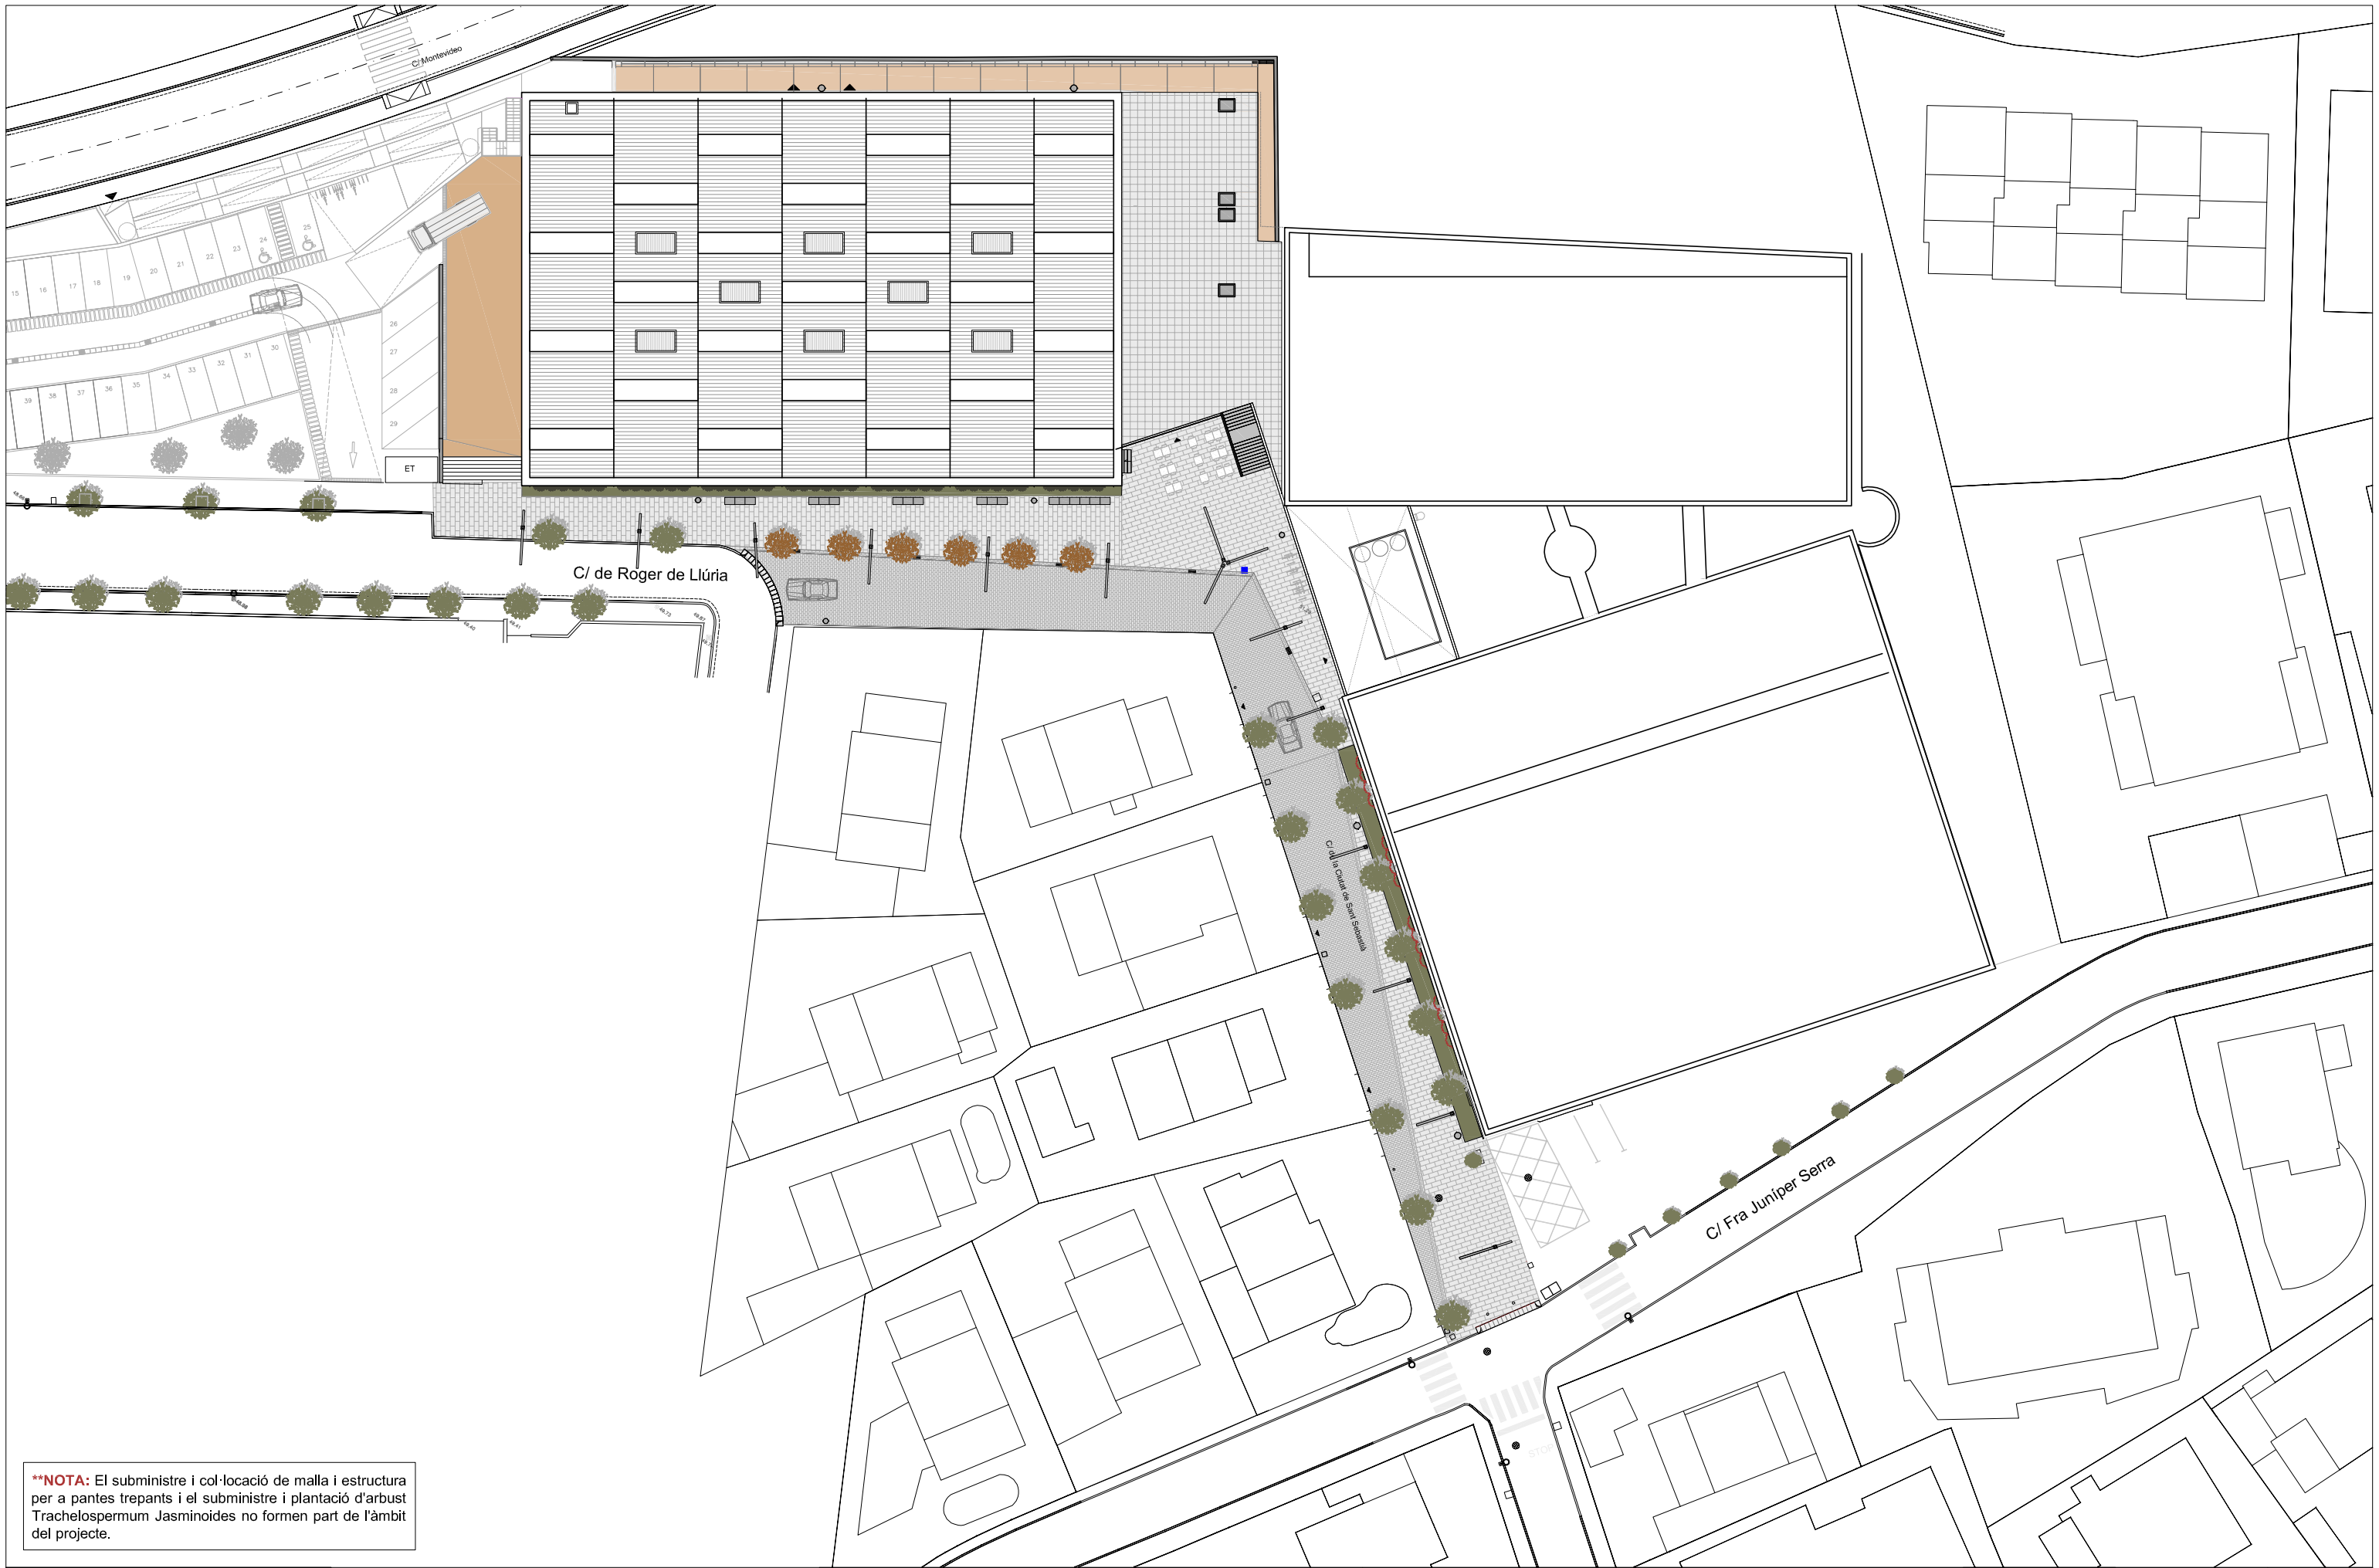 C/ Montevideo
25
24
23
22
21
20
19
18
17
16
15
26
27
28
29
30
31
32
33
34
35
36
37
38
39
ET
C/ de Roger de Llúria
C/ de la Ciutat de Sant Sebastià
C/ Fra Juníper Serra
STOP
**NOTA: El subministre i col·locació de malla i estructura
per a pantes trepants i el subministre i plantació d'arbust
Trachelospermum Jasminoides no formen part de l'àmbit
del projecte.